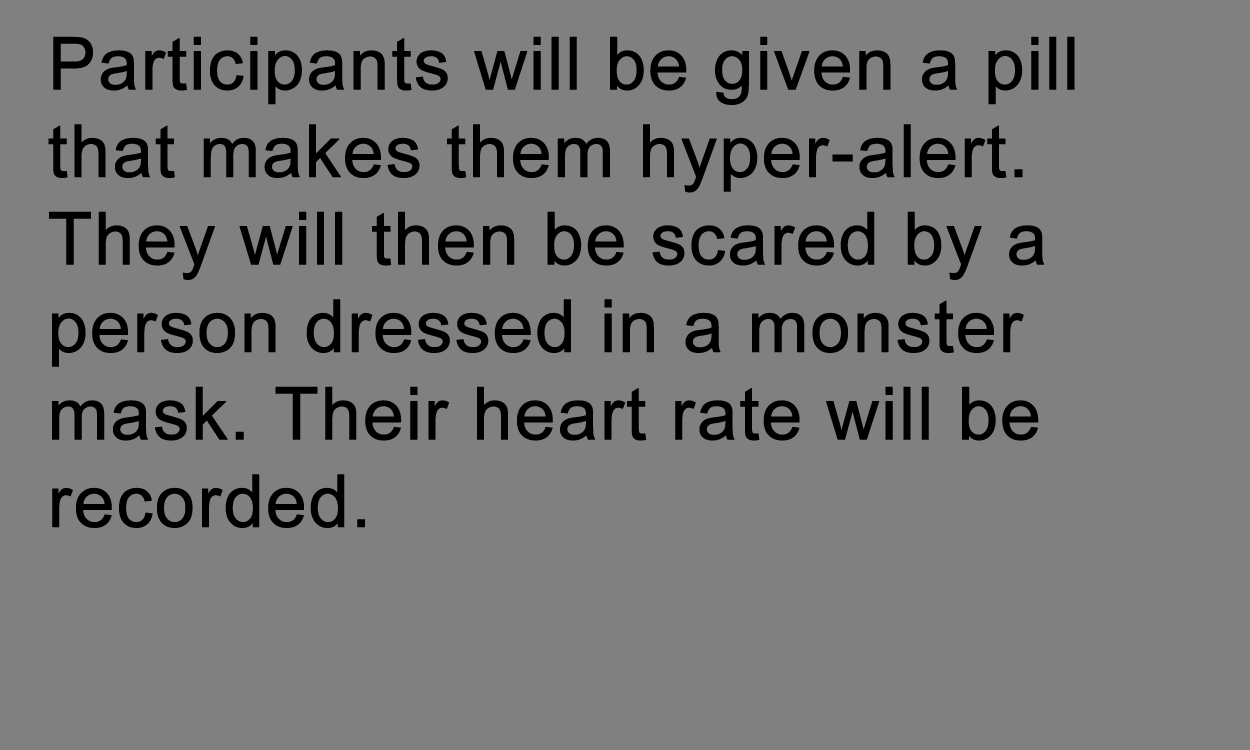 Participants will be given a pill
that makes them hyper-alert.
They will then be scared by a
person dressed in a monster
mask. Their heart rate will be
recorded.